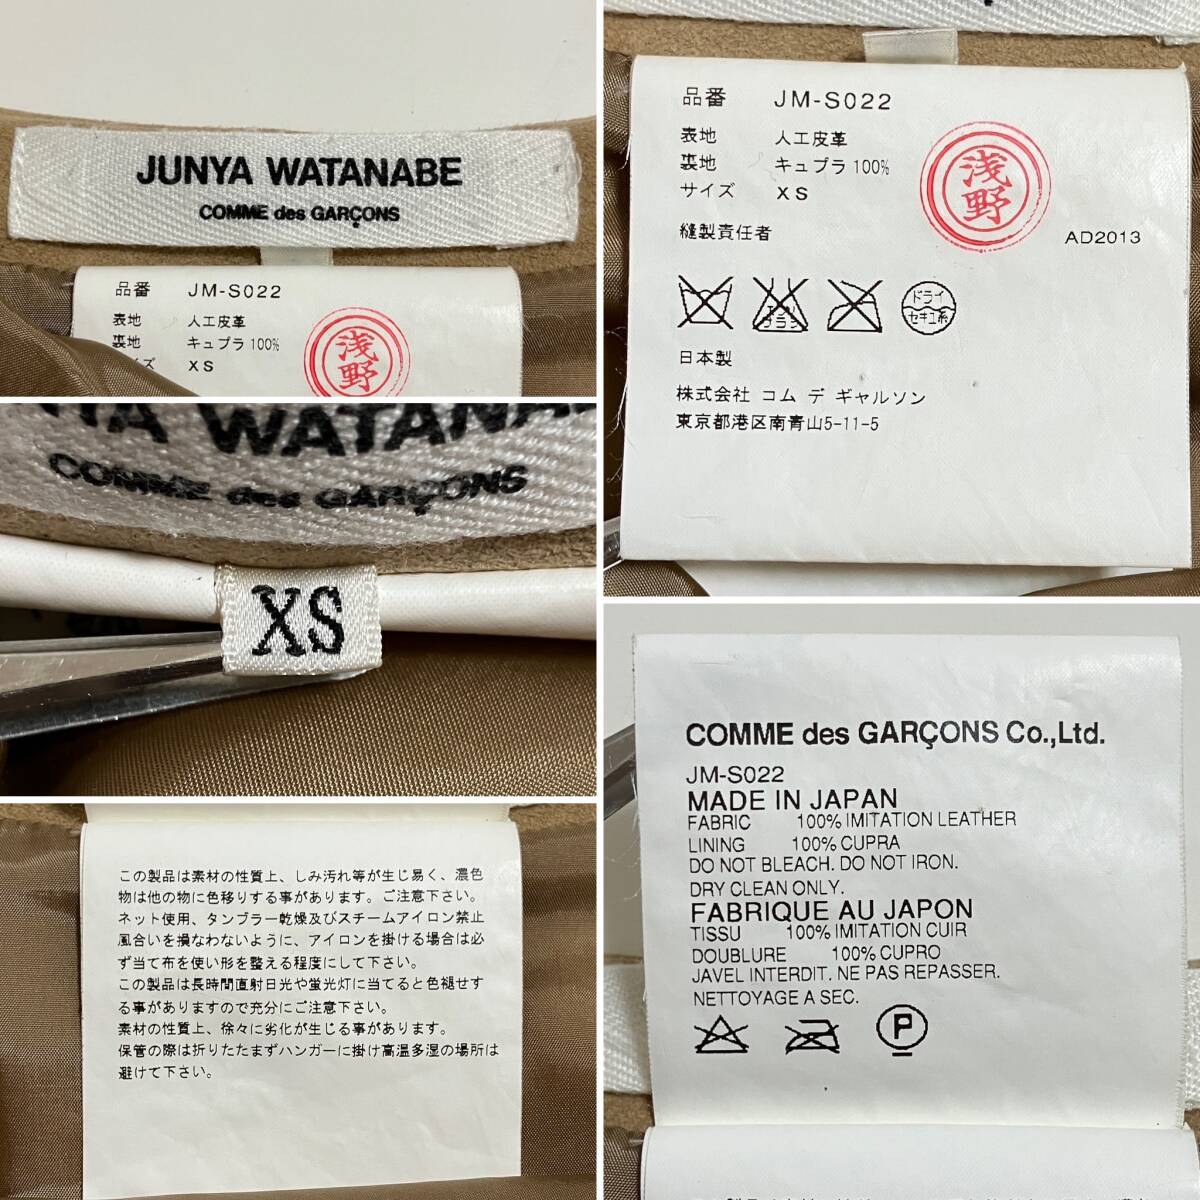 JUNYA WATANABE
COMME des GARÇONS
品番 JM-S022
表地 人工皮革
裏地 キュプラ 100%
ズ XS
浅野
品番 JM-S022
表地 人工皮革
裏地 キュプラ 100%
サイズ XS
浅野
縫製責任者
AD2013
エンソ
サラシ
ドライ
セキユ系
日本製
株式会社 コム デ ギャルソン
東京都港区南青山5-11-5
YA WATANA
COMME des GARÇONS
XS
この製品は素材の性質上、しみ汚れ等が生じ易く、濃色
物は他の物に色移りする事があります。ご注意下さい。
ネット使用、タンブラー乾燥及びスチームアイロン禁止
風合いを損なわないように、アイロンを掛ける場合は必
ず当て布を使い形を整える程度にして下さい。
この製品は長時間直射日光や蛍光灯に当てると色褪せす
る事がありますので充分にご注意下さい。
素材の性質上、徐々に劣化が生じる事があります。
保管の際は折りたたまずハンガーに掛け高温多湿の場所は
避けて下さい。
COMME des GARÇONS Co.,Ltd.
JM-S022
MADE IN JAPAN
FABRIC 100% IMITATION LEATHER
LINING 100% CUPRA
DO NOT BLEACH. DO NOT IRON.
DRY CLEAN ONLY.
FABRIQUE AU JAPON
TISSU 100% IMITATION CUIR
DOUBLURE 100% CUPRO
JAVEL INTERDIT. NE PAS REPASSER.
NETTOYAGE A SEC.
P